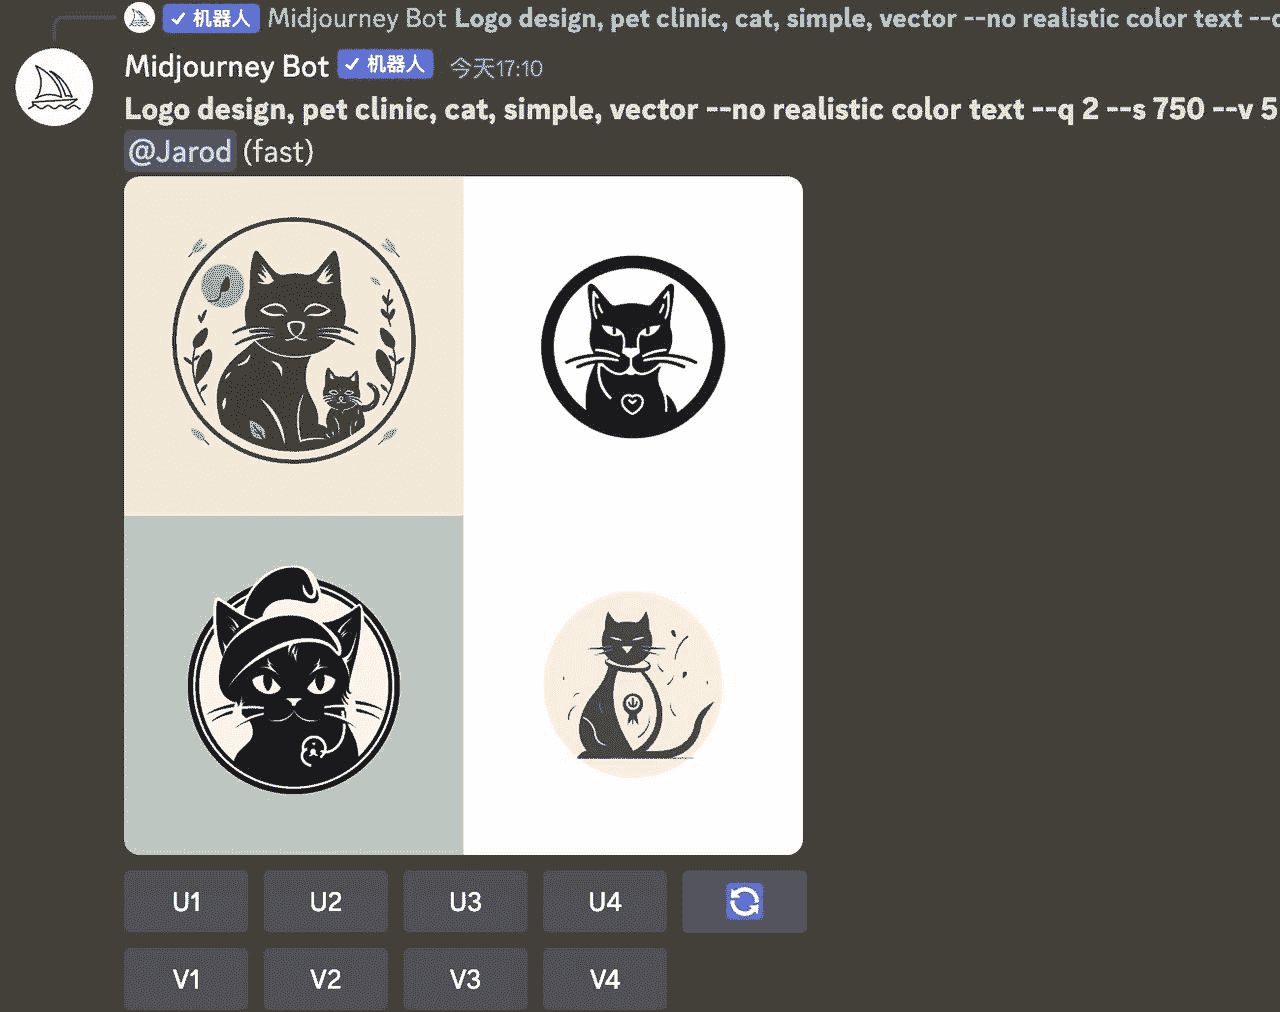 ✓ 机器人 Midjourney Bot Logo design, pet clinic, cat, simple, vector --no realistic color text
Midjourney Bot ✓ 机器人 今天17:10
Logo design, pet clinic, cat, simple, vector --no realistic color text --q 2 --s 750 --v 5
@Jarod (fast)
U1 U2 U3 U4
V1 V2 V3 V4